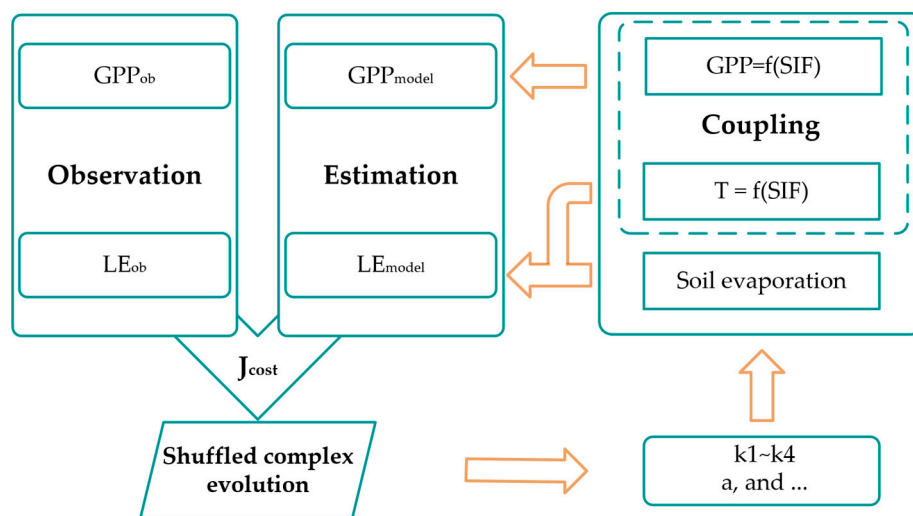 GPPob
Observation
LEob
GPPmodel
Estimation
LEmodel
GPP=f(SIF)
Coupling
T = f(SIF)
Soil evaporation
Jcost
Shuffled complex
evolution
k1~k4
a, and ...